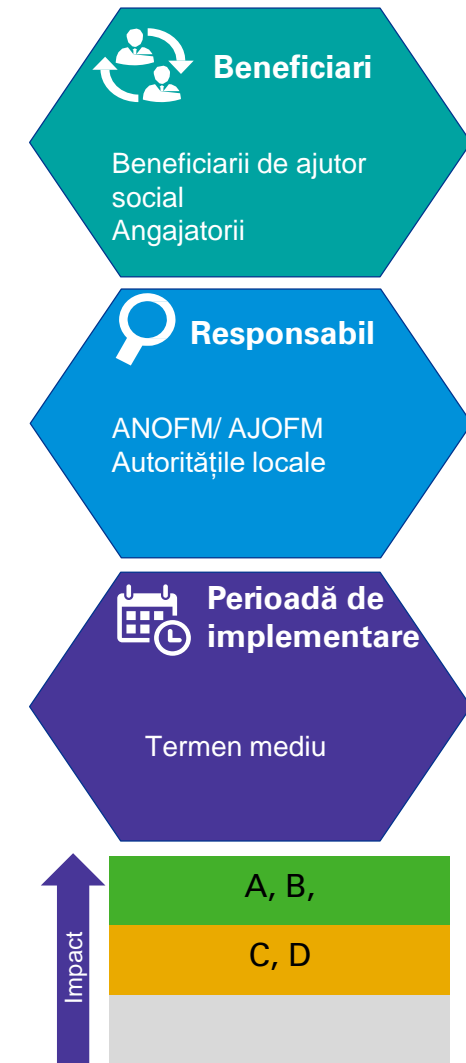 Beneficiari
Beneficiarii de ajutor
social
Angajatorii
Responsabil
ANOFM/ AJOFM
Autoritățile locale
Perioadă de
implementare
Termen mediu
Impact
A, B,
C, D